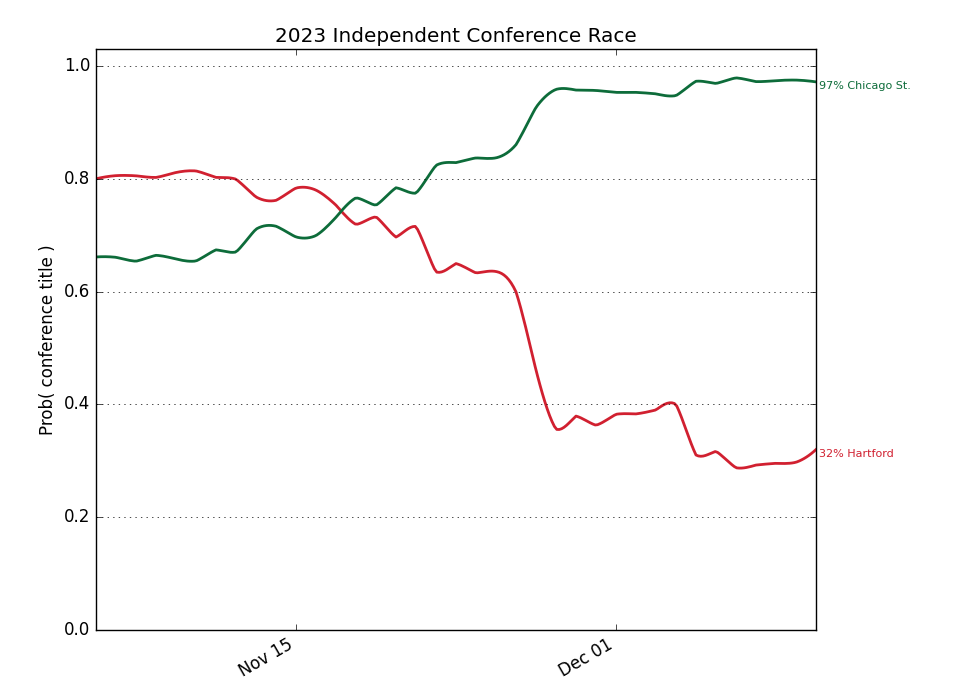 2023 Independent Conference Race
1.0
0.8
0.6
0.4
0.2
0.0
Prob( conference title )
Nov 15
Dec 01
97% Chicago St.
32% Hartford